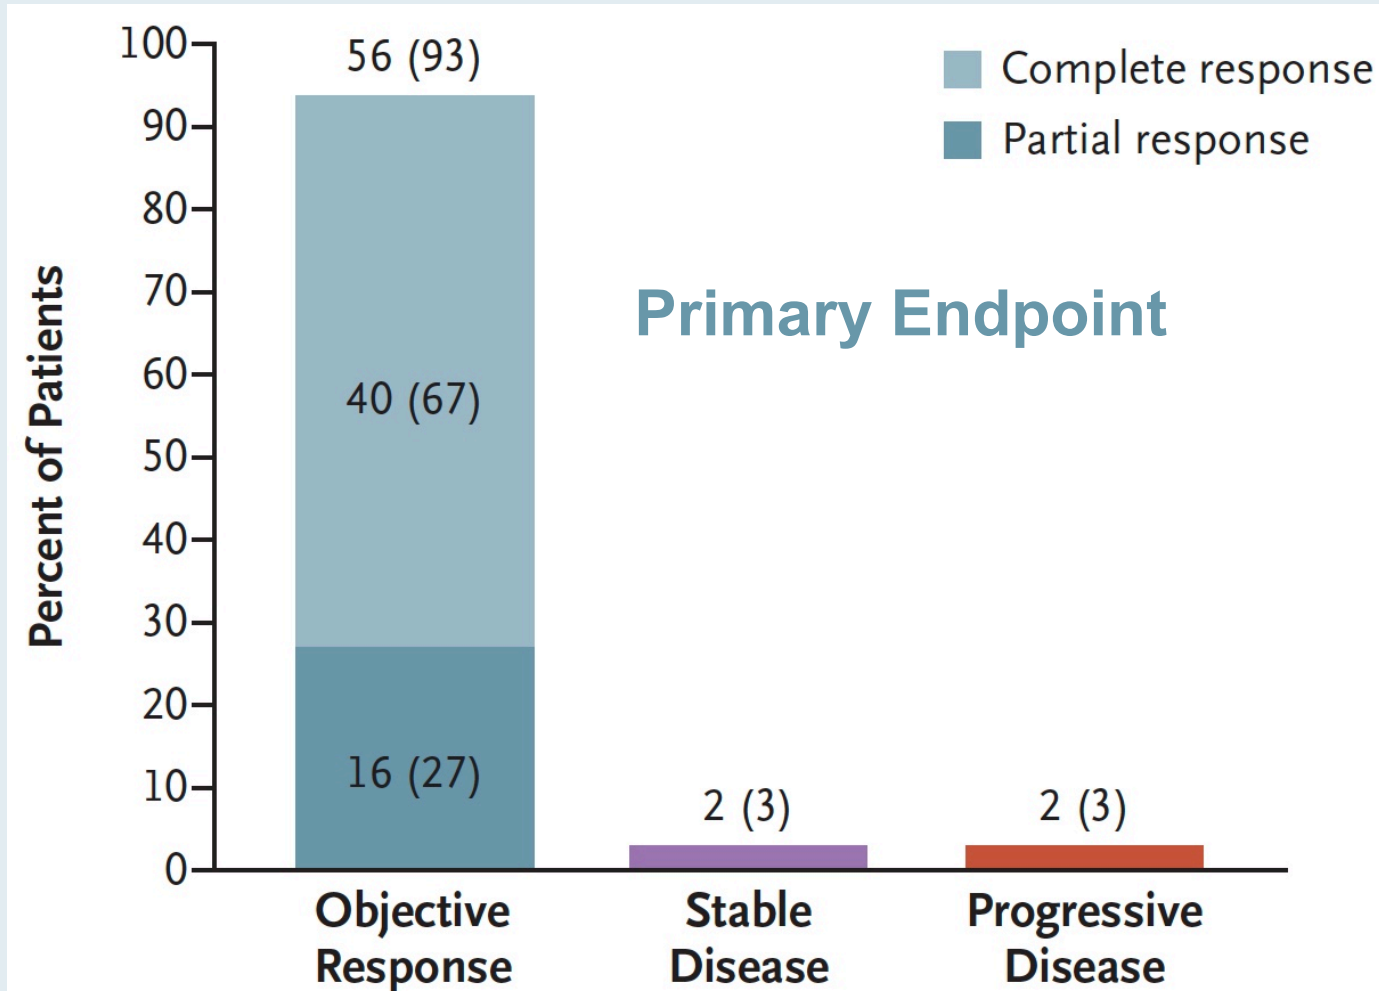 100
90
80
70
60
50
40
30
20
10
0
Percent of Patients
56 (93)
40 (67)
16 (27)
2 (3)
2 (3)
Complete response
Partial response
Primary Endpoint
Objective
Response
Stable
Disease
Progressive
Disease